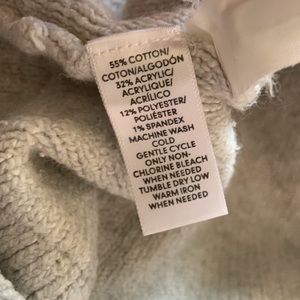 55% COTTON/
COTON/ALGODÓN
32% ACRYLIC/
ACRYLIQUE/
ACRÍLICO
12% POLYESTER/
POLIÉSTER
1% SPANDEX
MACHINE WASH
COLD
GENTLE CYCLE
ONLY NON-
CHLORINE BLEACH
WHEN NEEDED
TUMBLE DRY LOW
WARM IRON
WHEN NEEDED